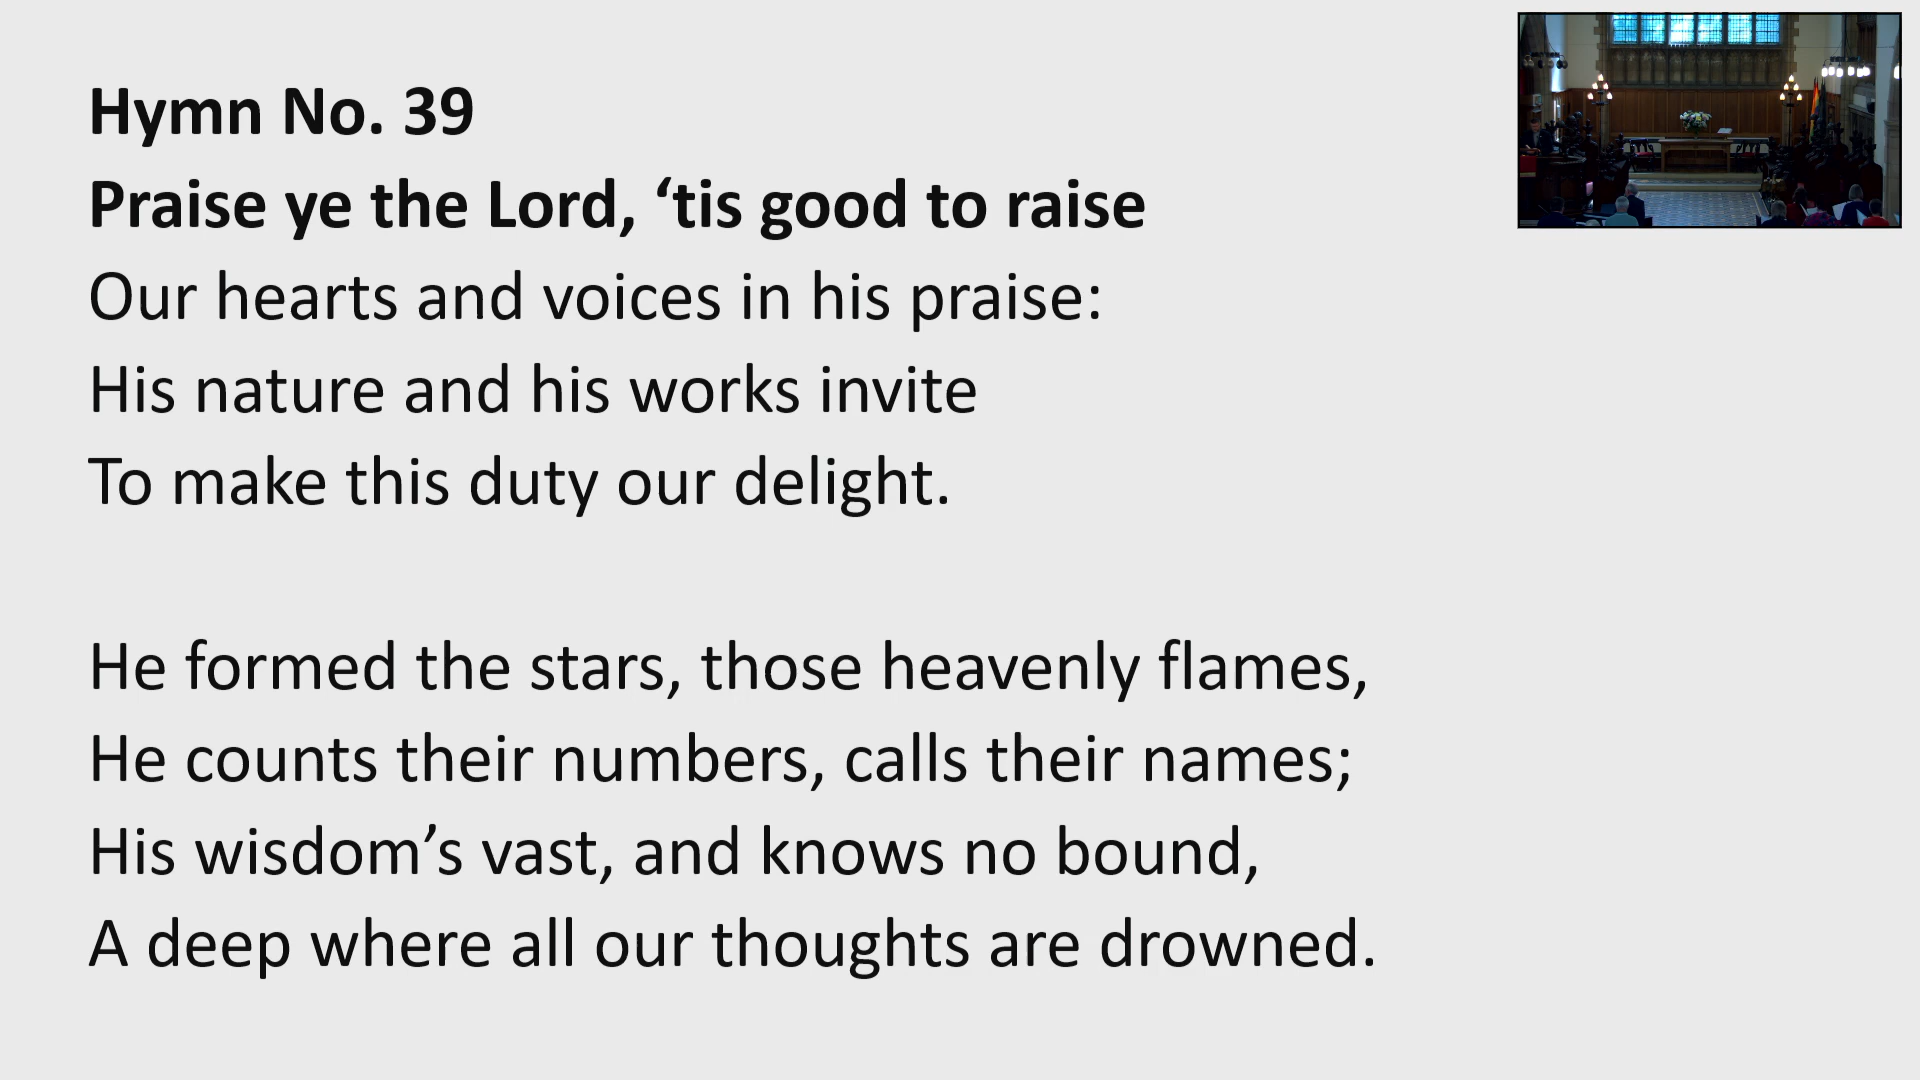 Hymn No. 39
Praise ye the Lord, ‘tis good to raise
Our hearts and voices in his praise:
His nature and his works invite
To make this duty our delight.
He formed the stars, those heavenly flames,
He counts their numbers, calls their names;
His wisdom’s vast, and knows no bound,
A deep where all our thoughts are drowned.